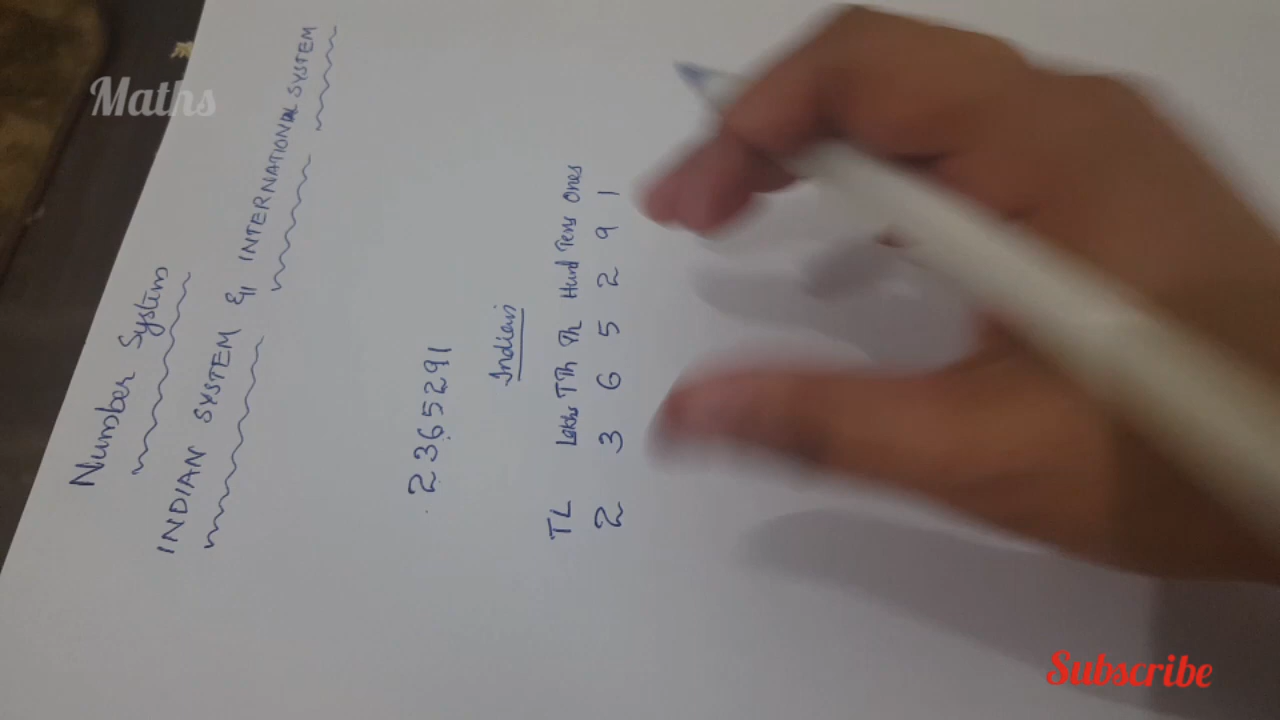 Maths
Number System
INDIAN SYSTEM & INTERNATIONAL SYSTEM
2365291
Indian
TL Lakhs T Th Th Hund Tens Ones
2 3 6 5 2 9 1
Subscribe